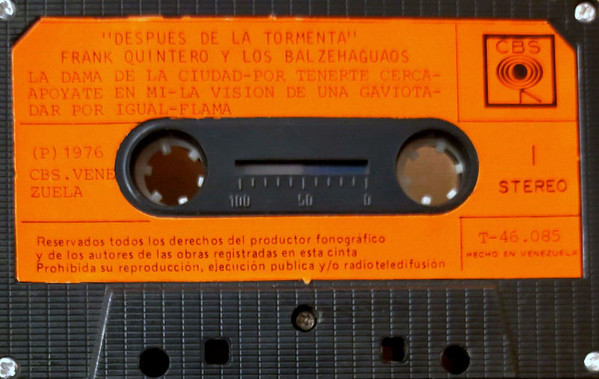 "DESPUES DE LA TORMENTA"
FRANK QUINTERO Y LOS BALZEHAGUAOS
LA DAMA DE LA CIUDAD-POR TENERTE CERCA-
APOYATE EN MI-LA VISION DE UNA GAVIOTA-
DAR POR IGUAL-FLAMA
CBS
(P) 1976
CBS.VENE
ZUELA
100 50 0
I
STEREO
Reservados todos los derechos del productor fonográfico
y de los autores de las obras registradas en esta cinta
Prohibida su reproducción, ejecución publica y/o radioteledifusión
T-46.085
HECHO EN VENEZUELA